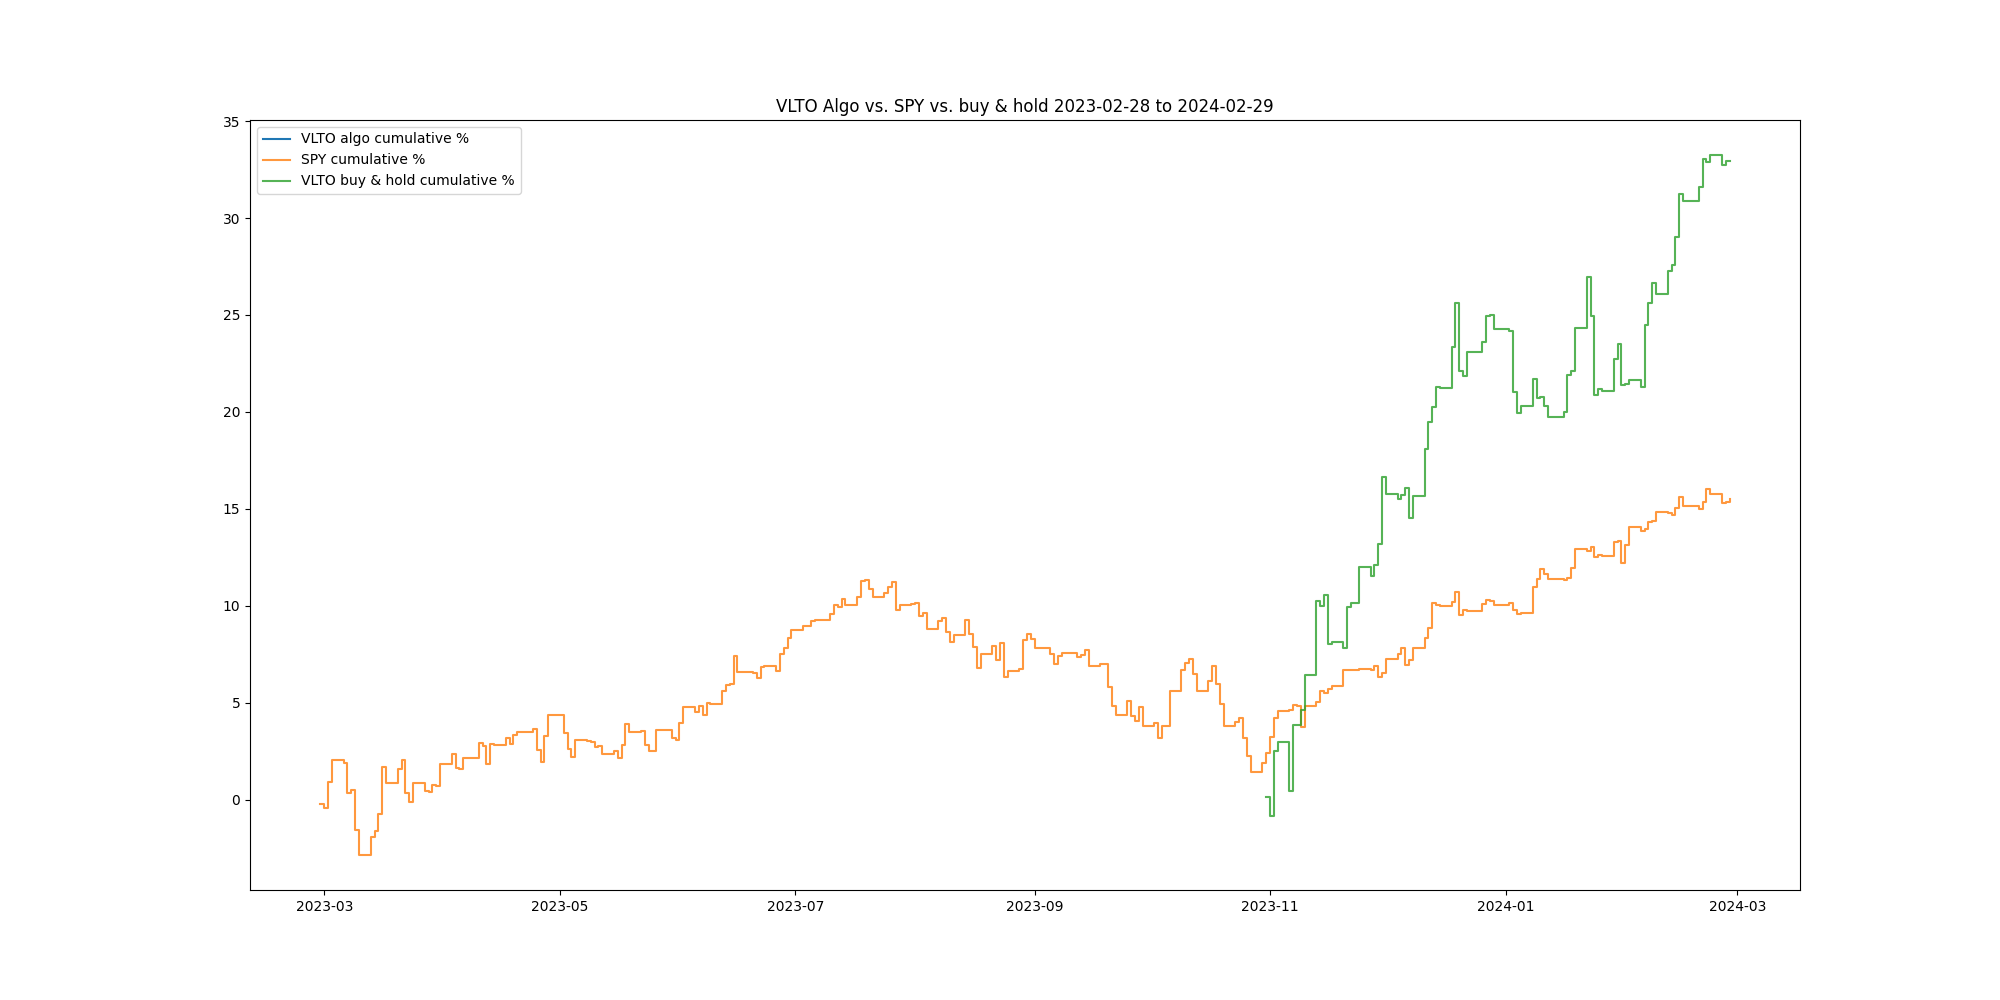 VLTO Algo vs. SPY vs. buy & hold 2023-02-28 to 2024-02-29
VLTO algo cumulative %
SPY cumulative %
VLTO buy & hold cumulative %
35
30
25
20
15
10
5
0
2023-03 2023-05 2023-07 2023-09 2023-11 2024-01 2024-03